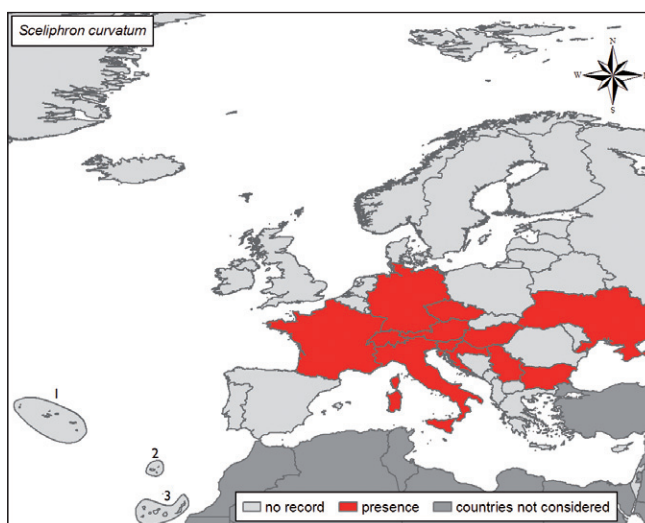 Sceliphron curvatum
N
W
E
S
1
2
3
no record presence countries not considered